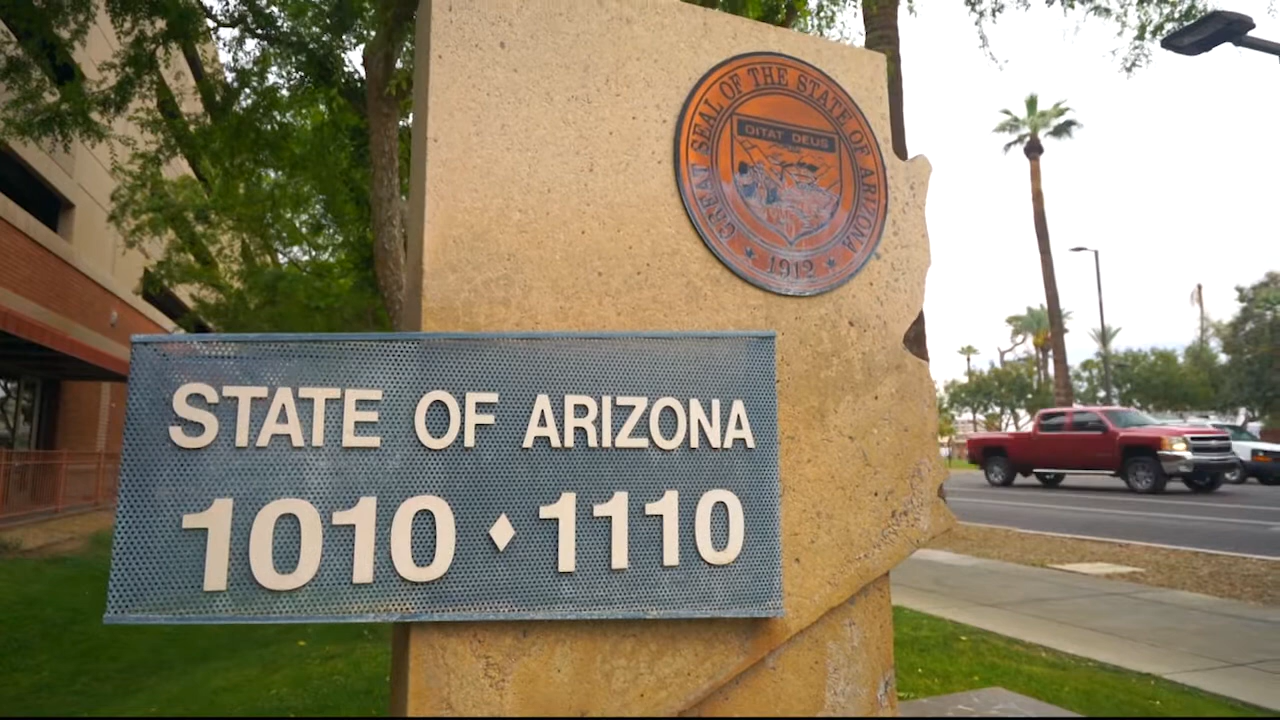 GREAT SEAL OF THE STATE OF ARIZONA
DITAT DEUS
★ 1912 ★
STATE OF ARIZONA
1010 ♦ 1110